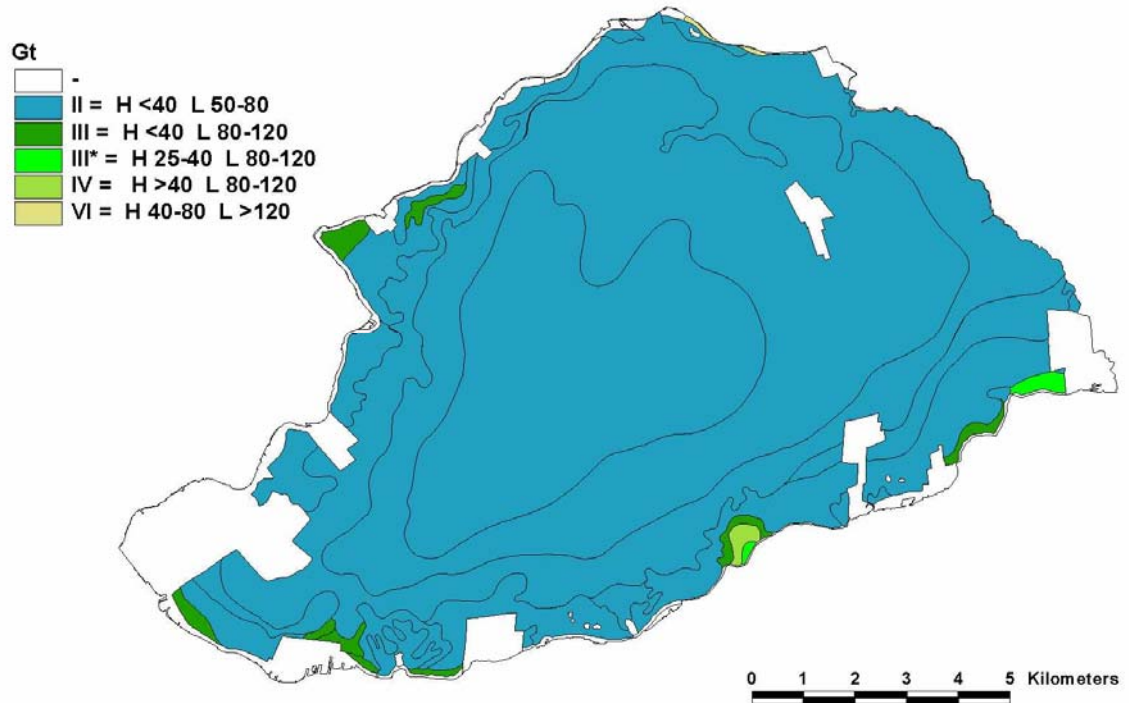 Gt
-
II = H <40 L 50-80
III = H <40 L 80-120
III* = H 25-40 L 80-120
IV = H >40 L 80-120
VI = H 40-80 L >120
0 1 2 3 4 5 Kilometers